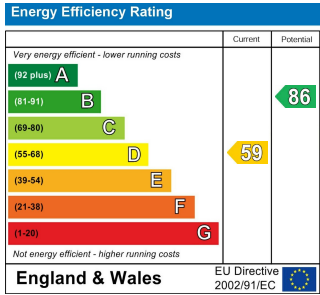 Energy Efficiency Rating
Current Potential
Very energy efficient - lower running costs
(92 plus) A
(81-91) B
86
(69-80) C
(55-68) D
59
(39-54) E
(21-38) F
(1-20) G
Not energy efficient - higher running costs
England & Wales
EU Directive
2002/91/EC